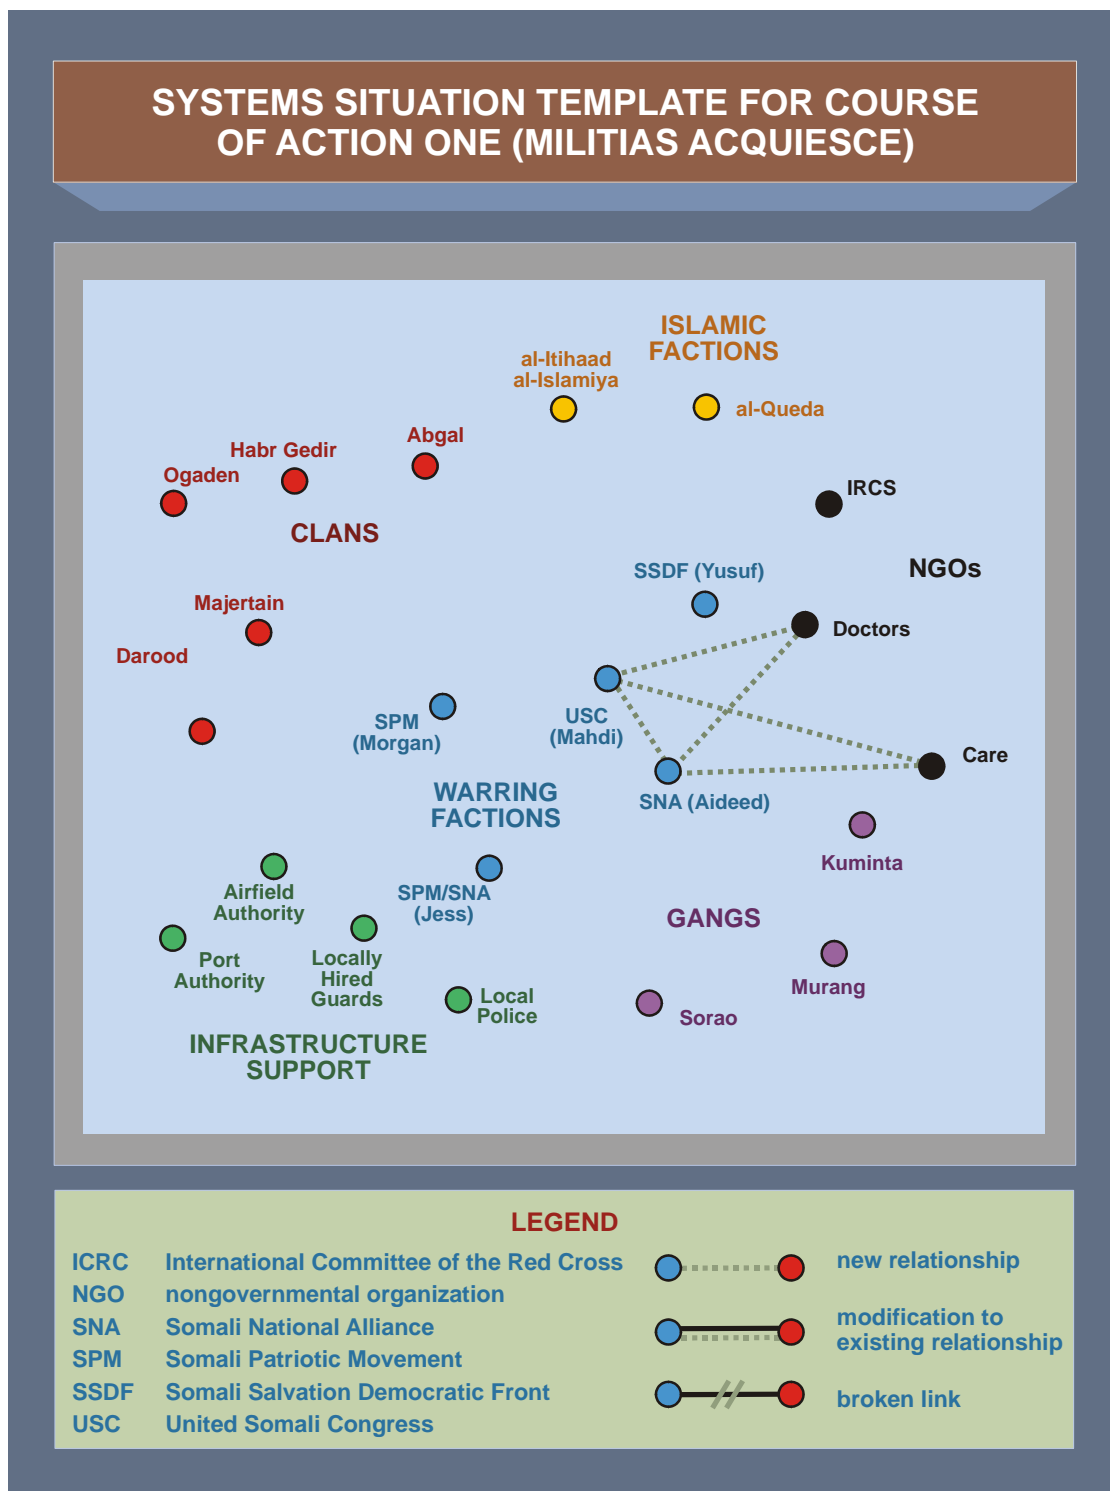 SYSTEMS SITUATION TEMPLATE FOR COURSE
OF ACTION ONE (MILITIAS ACQUIESCE)
ISLAMIC
FACTIONS
al-Itihaad
al-Islamiya
al-Queda
Abgal
Habr Gedir
Ogaden
CLANS
IRCS
NGOs
SSDF (Yusuf)
Majertain
Doctors
Darood
SPM
(Morgan)
USC
(Mahdi)
Care
WARRING
FACTIONS
SNA (Aideed)
Kuminta
Airfield
Authority
SPM/SNA
(Jess)
GANGS
Port
Authority
Locally
Hired
Guards
Local
Police
Murang
Sorao
INFRASTRUCTURE
SUPPORT
LEGEND
ICRC International Committee of the Red Cross
NGO nongovernmental organization
SNA Somali National Alliance
SPM Somali Patriotic Movement
SSDF Somali Salvation Democratic Front
USC United Somali Congress
new relationship
modification to
existing relationship
broken link